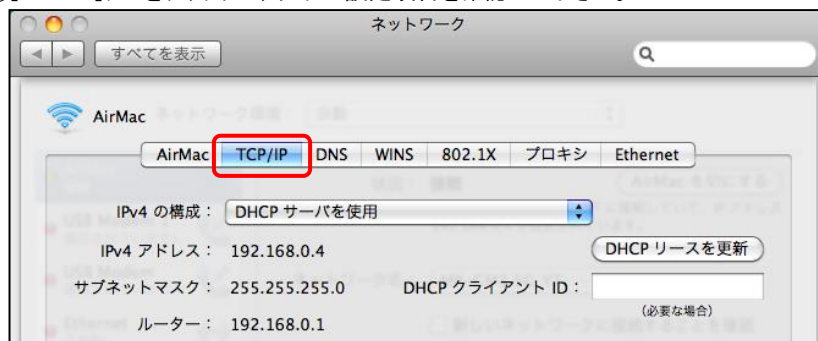 ネットワーク
すべてを表示
AirMac
AirMac TCP/IP DNS WINS 802.1X プロキシ Ethernet
IPv4 の構成： DHCP サーバを使用
IPv4 アドレス： 192.168.0.4 DHCP リースを更新
サブネットマスク： 255.255.255.0 DHCP クライアント ID：
(必要な場合)
ルーター： 192.168.0.1